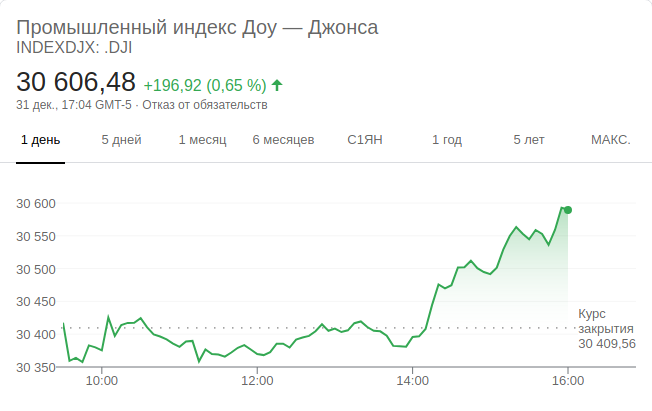 Промышленный индекс Доу — Джонса
INDEXDJX: .DJI
30 606,48 +196,92 (0,65 %)
31 дек., 17:04 GMT-5 · Отказ от обязательств
1 день 5 дней 1 месяц 6 месяцев С1ЯН 1 год 5 лет МАКС.
30 600
30 550
30 500
30 450
30 400
30 350
Курс
закрытия
30 409,56
10:00 12:00 14:00 16:00